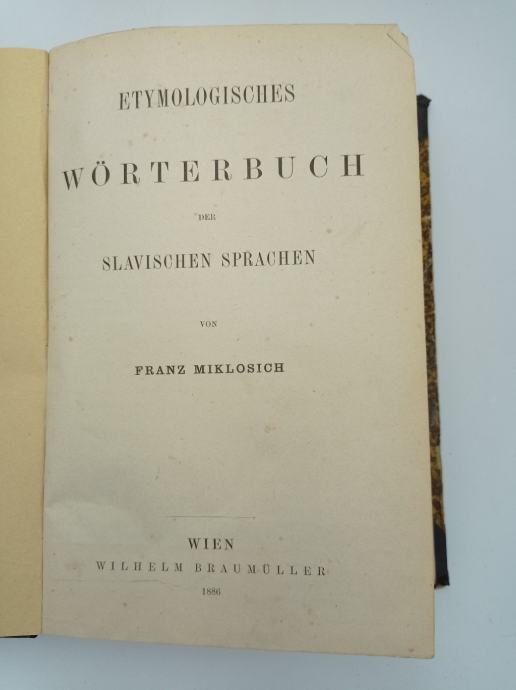 ETYMOLOGISCHES
WÖRTERBUCH
DER
SLAVISCHEN SPRACHEN
VON
FRANZ MIKLOSICH
WIEN
WILHELM BRAUMÜLLER
1886